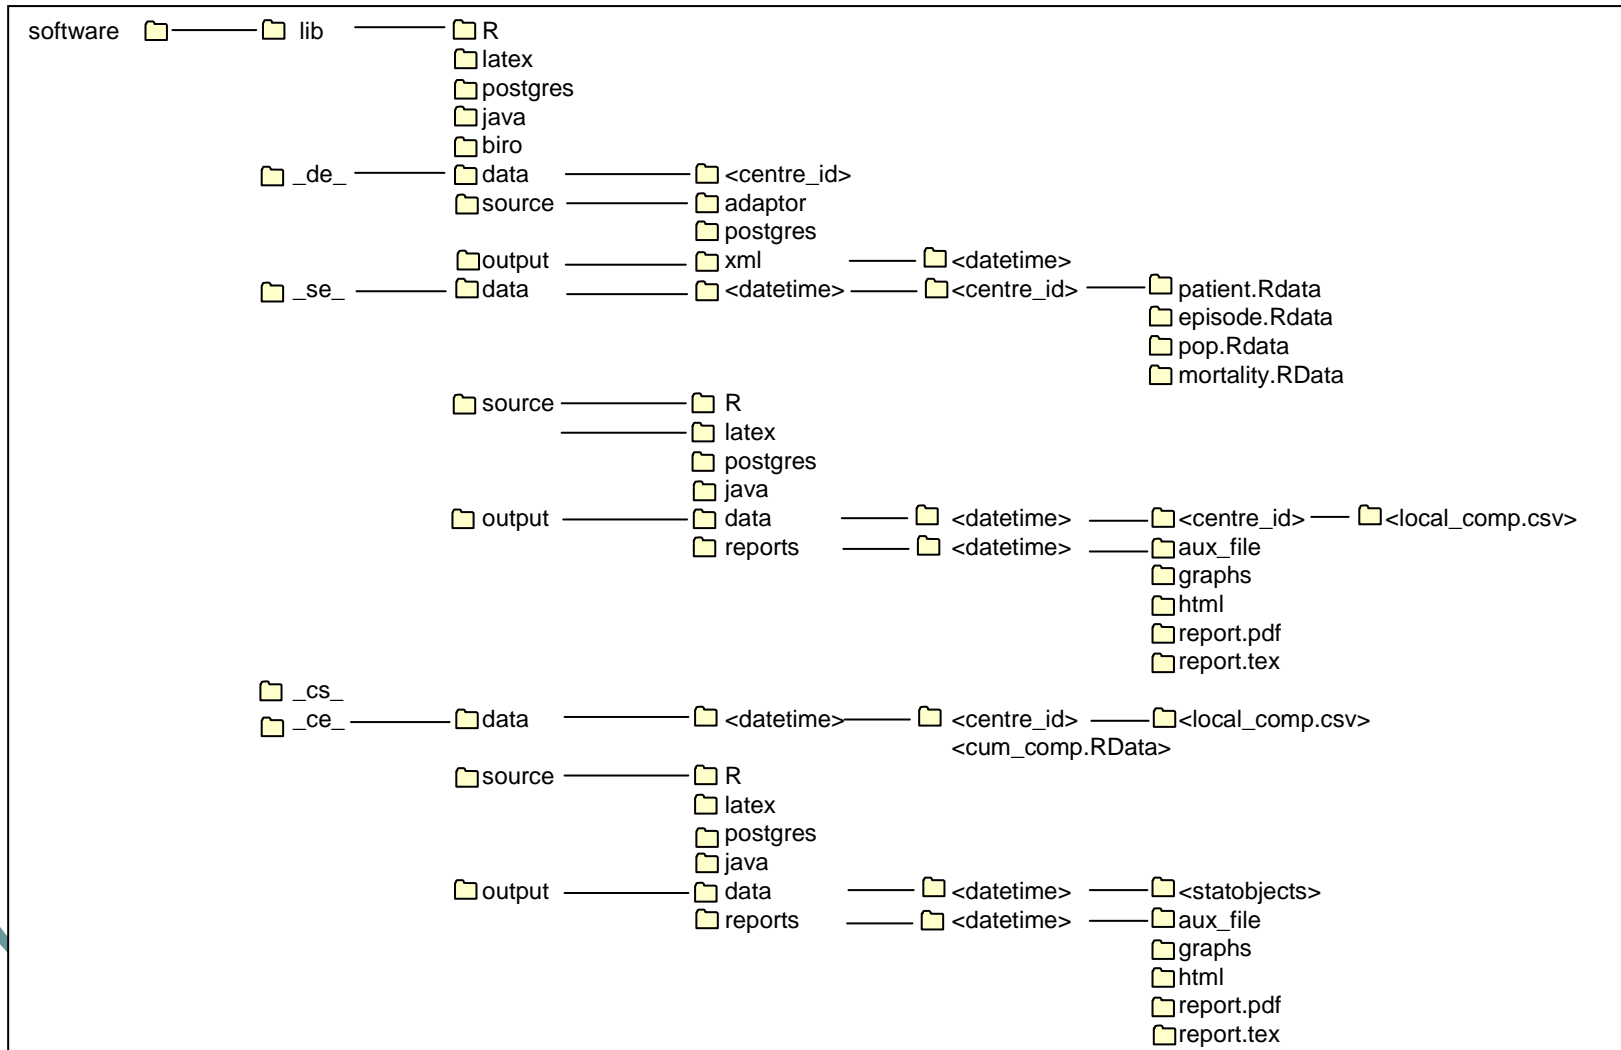 software lib R
latex
postgres
java
biro
_de_ data <centre_id>
source adaptor
postgres
output xml <datetime>
_se_ data <datetime> <centre_id> patient.Rdata
episode.Rdata
pop.Rdata
mortality.RData
source R
latex
postgres
java
output data <datetime> <centre_id> <local_comp.csv>
reports <datetime> aux_file
graphs
html
report.pdf
report.tex
_cs_
_ce_ data <datetime> <centre_id> <local_comp.csv>
<cum_comp.RData>
source R
latex
postgres
java
output data <datetime> <statobjects>
reports <datetime> aux_file
graphs
html
report.pdf
report.tex